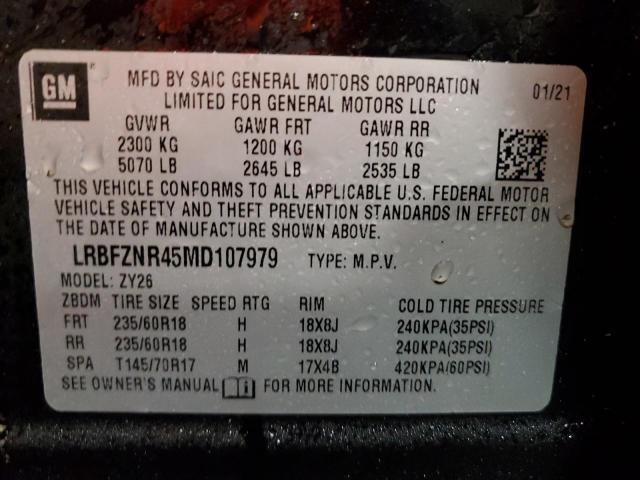 GM
MFD BY SAIC GENERAL MOTORS CORPORATION 01/21
LIMITED FOR GENERAL MOTORS LLC
GVWR GAWR FRT GAWR RR
2300 KG 1200 KG 1150 KG
5070 LB 2645 LB 2535 LB
THIS VEHICLE CONFORMS TO ALL APPLICABLE U.S. FEDERAL MOTOR
VEHICLE SAFETY AND THEFT PREVENTION STANDARDS IN EFFECT ON
THE DATE OF MANUFACTURE SHOWN ABOVE.
LRBFZNR45MD107979 TYPE: M.P.V.
MODEL: ZY26
ZBDM TIRE SIZE SPEED RTG RIM COLD TIRE PRESSURE
FRT 235/60R18 H 18X8J 240KPA(35PSI)
RR 235/60R18 H 18X8J 240KPA(35PSI)
SPA T145/70R17 M 17X4B 420KPA(60PSI)
SEE OWNER'S MANUAL FOR MORE INFORMATION.